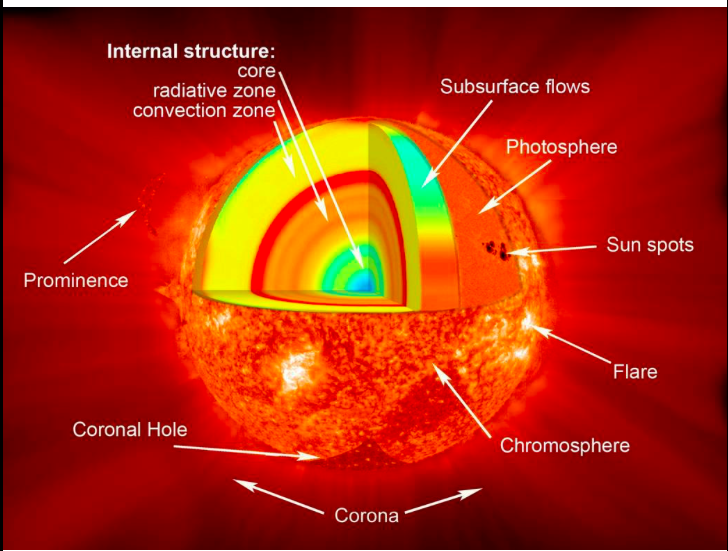 Internal structure:
core
radiative zone
convection zone
Subsurface flows
Photosphere
Sun spots
Prominence
Flare
Coronal Hole
Chromosphere
Corona